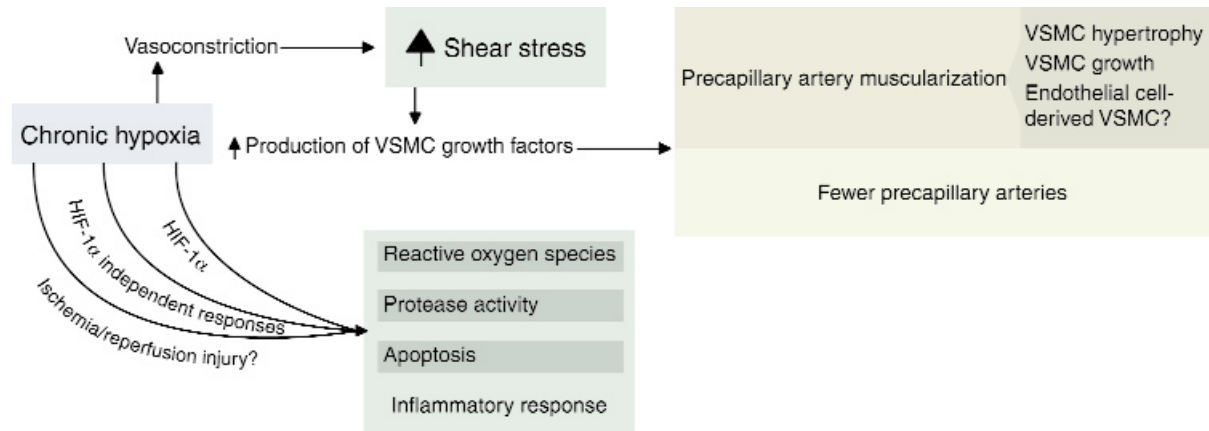 Vasoconstriction
Shear stress
Chronic hypoxia
Production of VSMC growth factors
Precapillary artery muscularization
VSMC hypertrophy
VSMC growth
Endothelial cell-
derived VSMC?
Fewer precapillary arteries
HIF-1α
HIF-1α independent responses
Ischemia/reperfusion injury?
Reactive oxygen species
Protease activity
Apoptosis
Inflammatory response